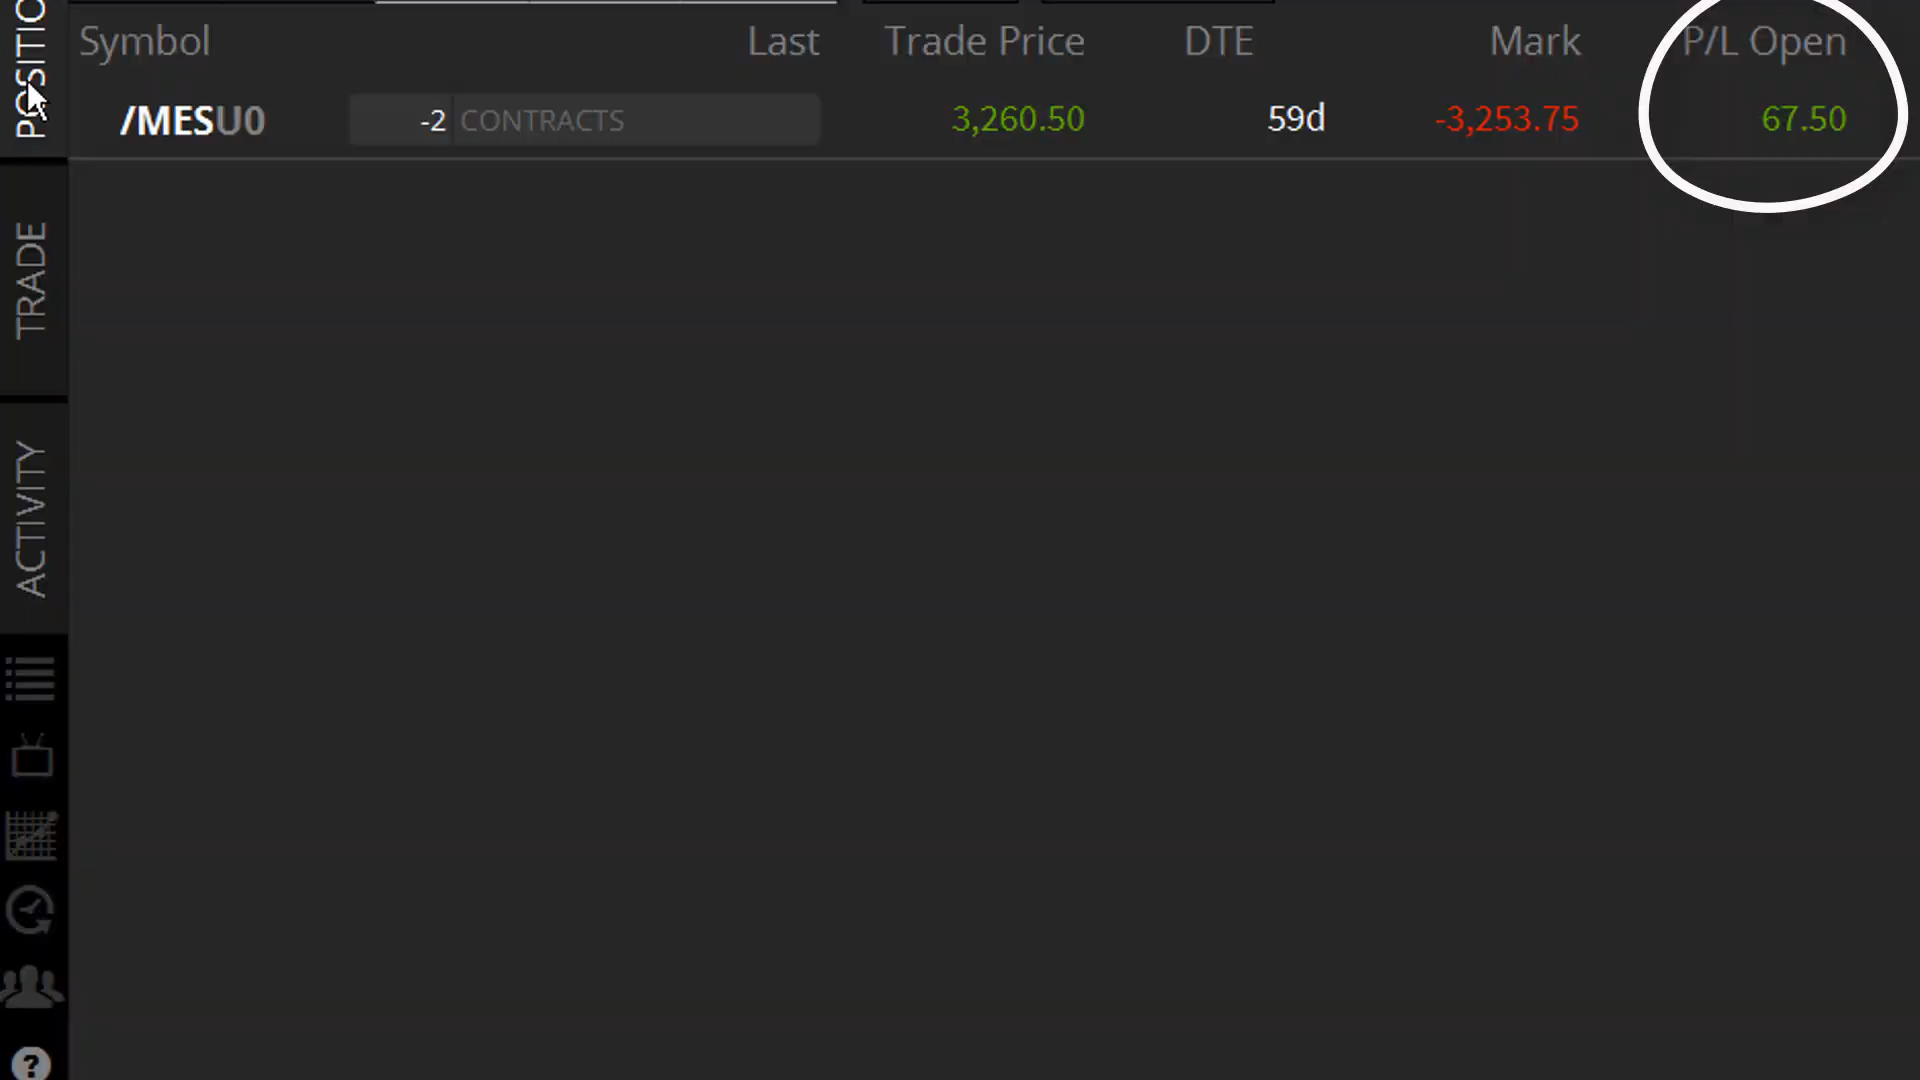 Symbol Last Trade Price DTE Mark P/L Open
/MESU0 -2 CONTRACTS 3,260.50 59d -3,253.75 67.50
POSITIO
TRADE
ACTIVITY
?